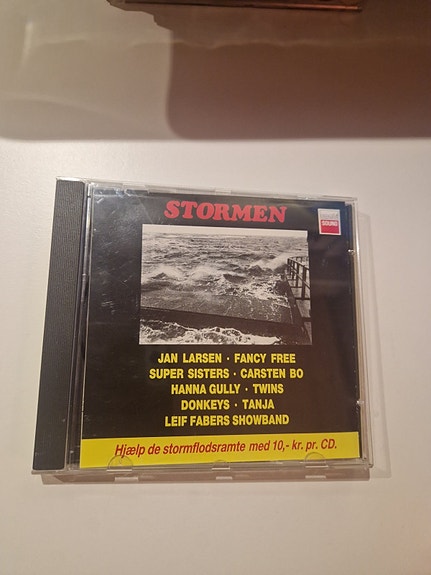 STORMEN
SOUND
JAN LARSEN · FANCY FREE
SUPER SISTERS · CARSTEN BO
HANNA GULLY · TWINS
DONKEYS · TANJA
LEIF FABERS SHOWBAND
Hjælp de stormflodsramte med 10,- kr. pr. CD.